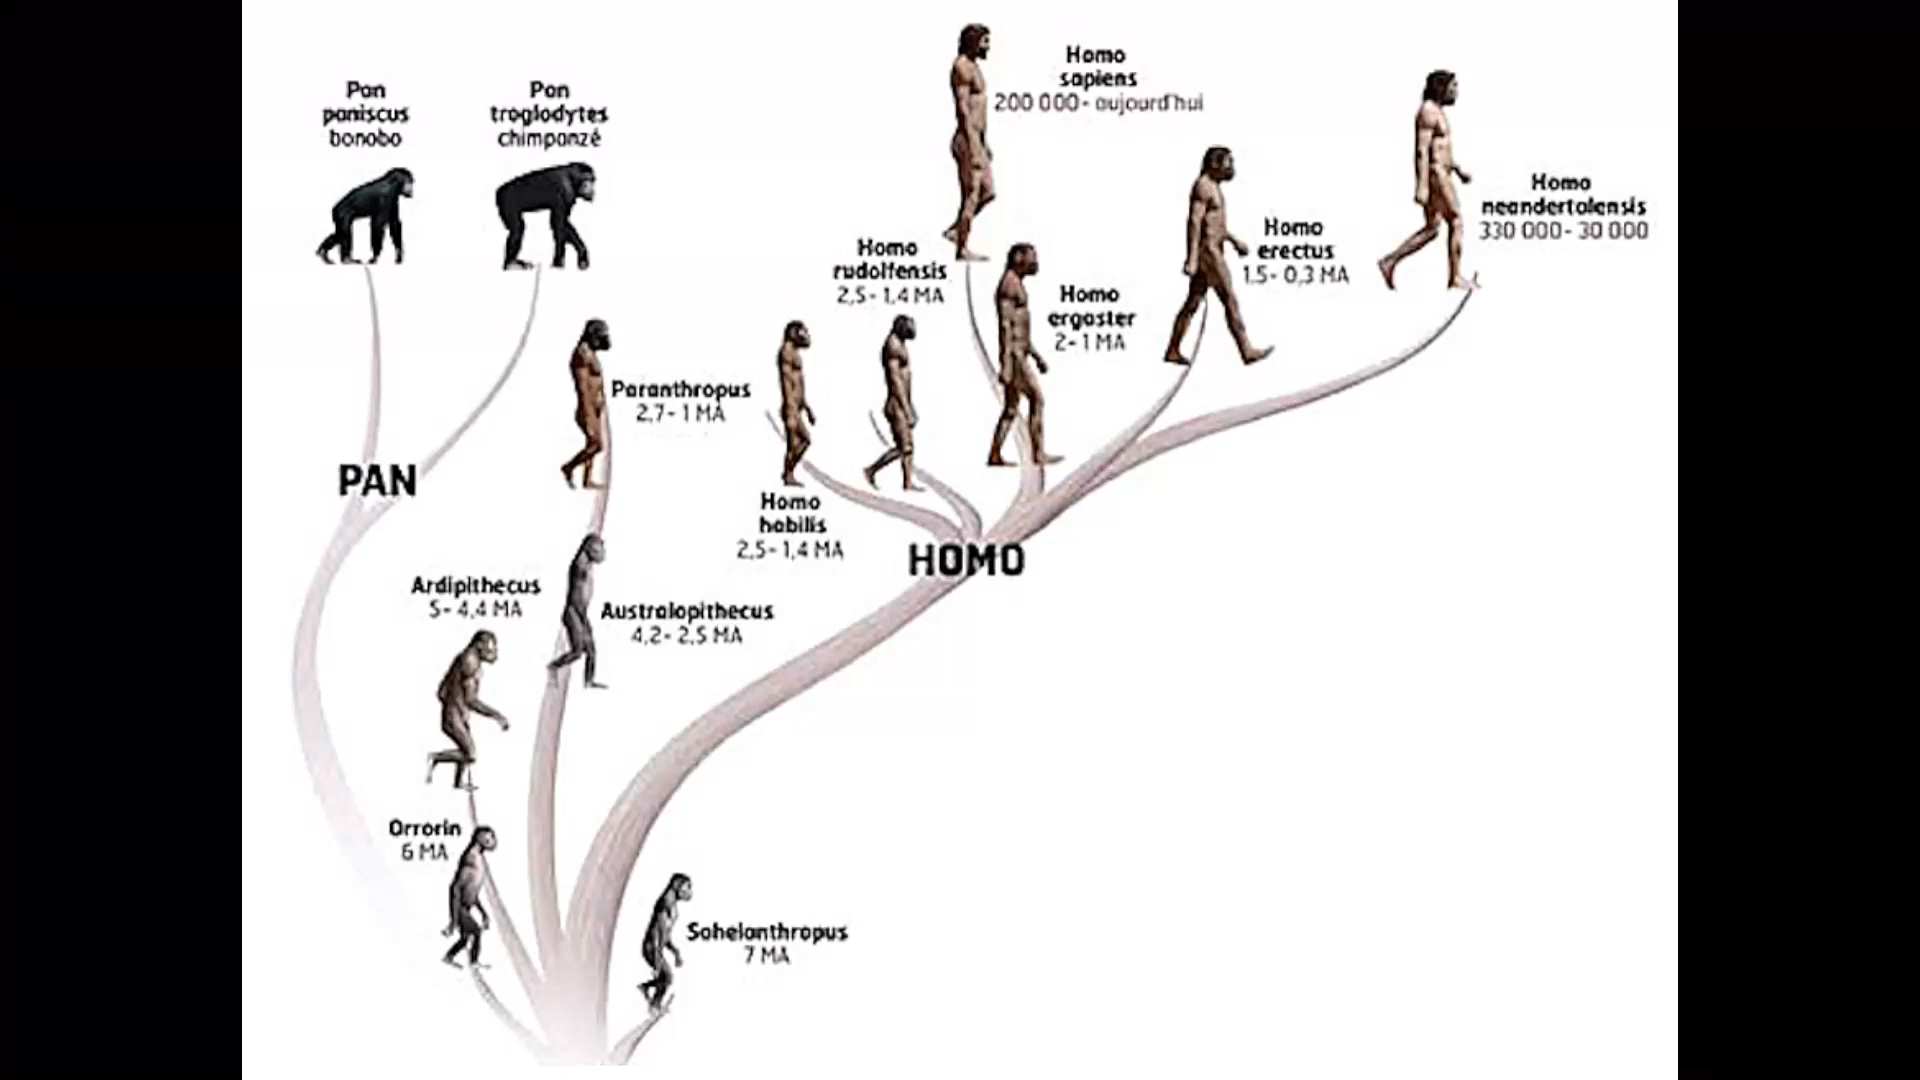 Pan
paniscus
bonobo
Pan
troglodytes
chimpanzé
Homo
sapiens
200 000- aujourd'hui
Homo
neandertalensis
330 000- 30 000
Homo
erectus
1,5- 0,3 MA
Homo
rudolfensis
2,5- 1,4 MA
Homo
ergaster
2- 1 MA
Paranthropus
2,7- 1 MA
PAN
Homo
habilis
2,5- 1,4 MA
HOMO
Ardipithecus
5- 4,4 MA
Australopithecus
4,2- 2,5 MA
Orrorin
6 MA
Sahelanthropus
7 MA